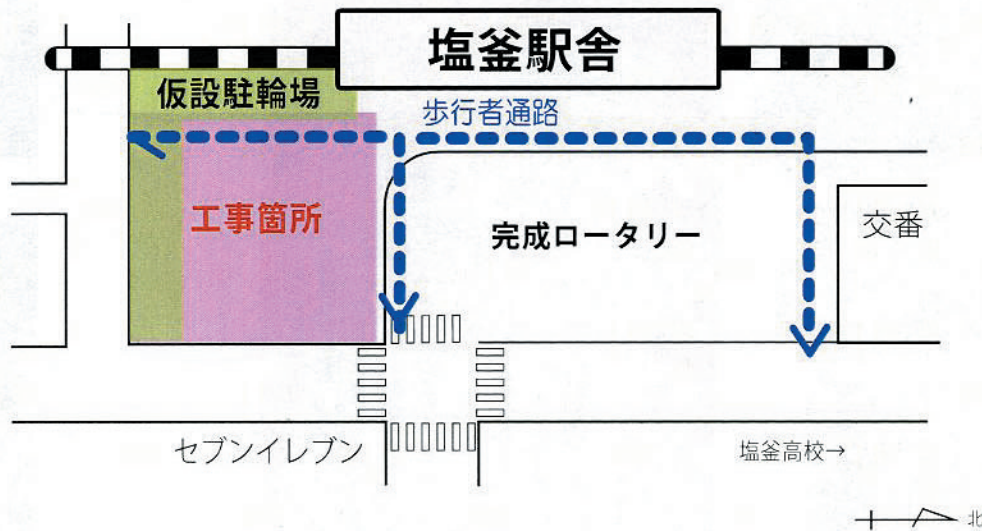 塩釜駅舎
仮設駐輪場
歩行者通路
工事箇所
完成ロータリー
交番
セブンイレブン
塩釜高校→
北